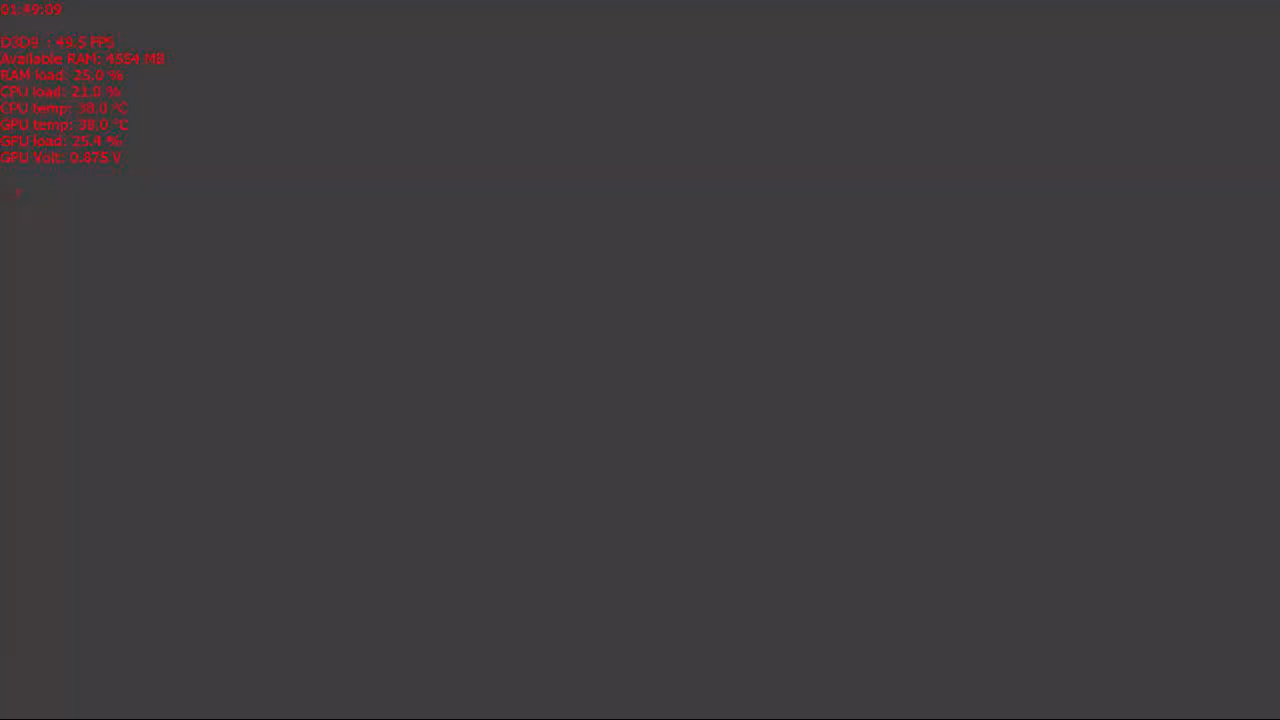 01:49:09
D3D9 : 49.5 FPS
Available RAM: 4564 MB
RAM load: 25.0 %
CPU load: 21.0 %
CPU temp: 38.0 °C
GPU temp: 38.0 °C
GPU load: 25.4 %
GPU Volt: 0.875 V